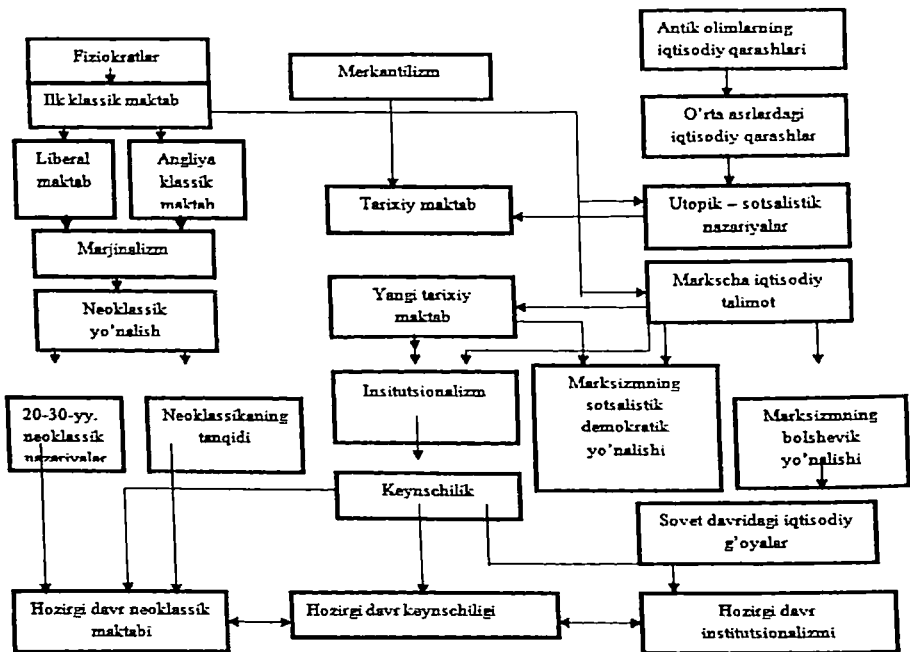 Antik olimlarning
iqtisodiy qarashlari
Fiziokratlar
Merkantilizm
Ilk klassik maktab
O'rta asrlardagi
iqtisodiy qarashlar
Liberal
maktab
Angliya
klassik
maktab
Tarixiy maktab
Utopik – sotsalistik
nazariyalar
Marjinalizm
Markscha iqtisodiy
talimot
Yangi tarixiy
maktab
Neoklassik
yo'nalish
Insitutsionalizm
Marksizmning
sotsalistik
demokratik
yo'nalishi
20-30-yy.
neoklassik
nazariyalar
Neoklassikaning
tanqidi
Marksizmning
bolshevik
yo'nalishi
Keynschilik
Sovet davridagi iqtisodiy
g'oyalar
Hozirgi davr neoklassik
maktabi
Hozirgi davr keynschiligi
Hozirgi davr
institutsionalizmi